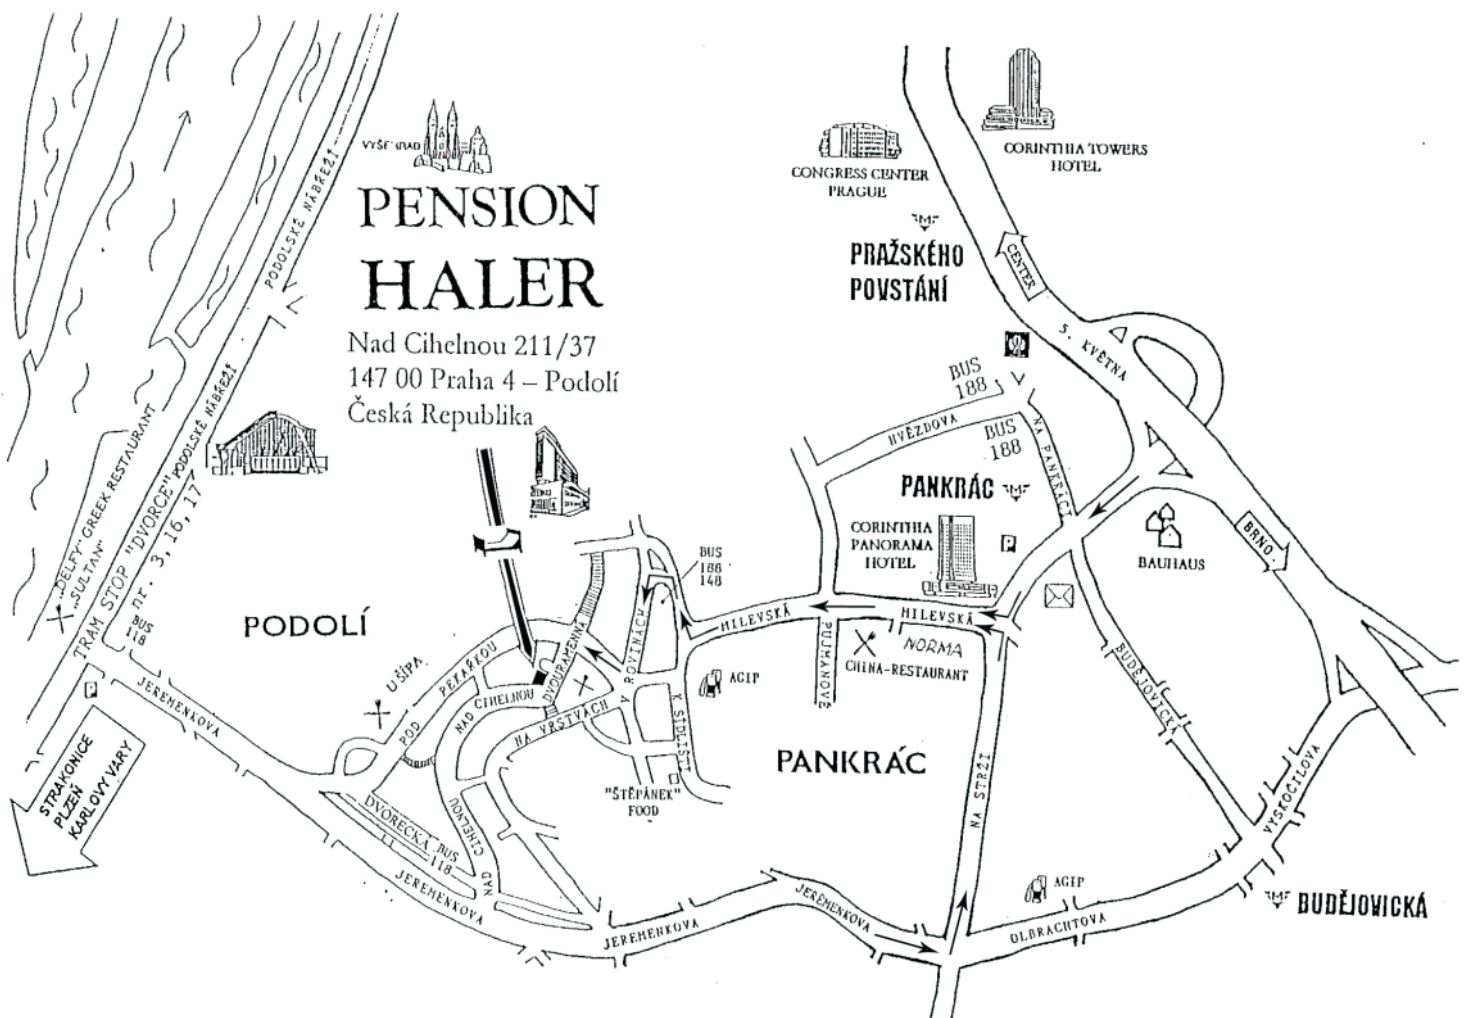 VYŠEHRAD
PENSION
HALER
Nad Cihelnou 211/37
147 00 Praha 4 – Podolí
Česká Republika
CORINTHIA TOWERS
HOTEL
CONGRESS CENTER
PRAGUE
M
PRAŽSKÉHO
POVSTÁNÍ
CENTER
5. KVĚTNA
PODOLSKÉ NÁBŘEŽÍ
PODOLSKÉ NÁBŘEŽÍ
"DELFY" GREEK RESTAURANT
"SULTAN"
TRAM STOP "DVORCE"
nr. 3, 16, 17
BUS
118
BUS
188
HVĚZDOVA
BUS
188
NA PANKRÁCI
PANKRÁC M
CORINTHIA
PANORAMA
HOTEL
P
BAUHAUS
BRNO
BUS
188
148
PODOLÍ
MILEVSKÁ
MILEVSKÁ
NORMA
CHINA-RESTAURANT
PUJMANOVÉ
BUDĚJOVICKÁ
AGIP
U ŠÍPA
POD PEKAŘKOU
NAD CIHELNOU
DVOURAMENNÁ
V ROVINÁCH
NA VRSTVÁCH
K SÍDLIŠTI
"ŠTĚPÁNEK"
FOOD
P
JEREMENKOVA
STRAKONICE
PLZEŇ
KARLOVY VARY
PANKRÁC
NA STRŽI
VYSKOČILOVA
DVORECKÁ
BUS
118
NAD CIHELNOU
JEREMENKOVA
JEREMENKOVA
JEREMENKOVA
AGIP
OLBRACHTOVA
M BUDĚJOVICKÁ